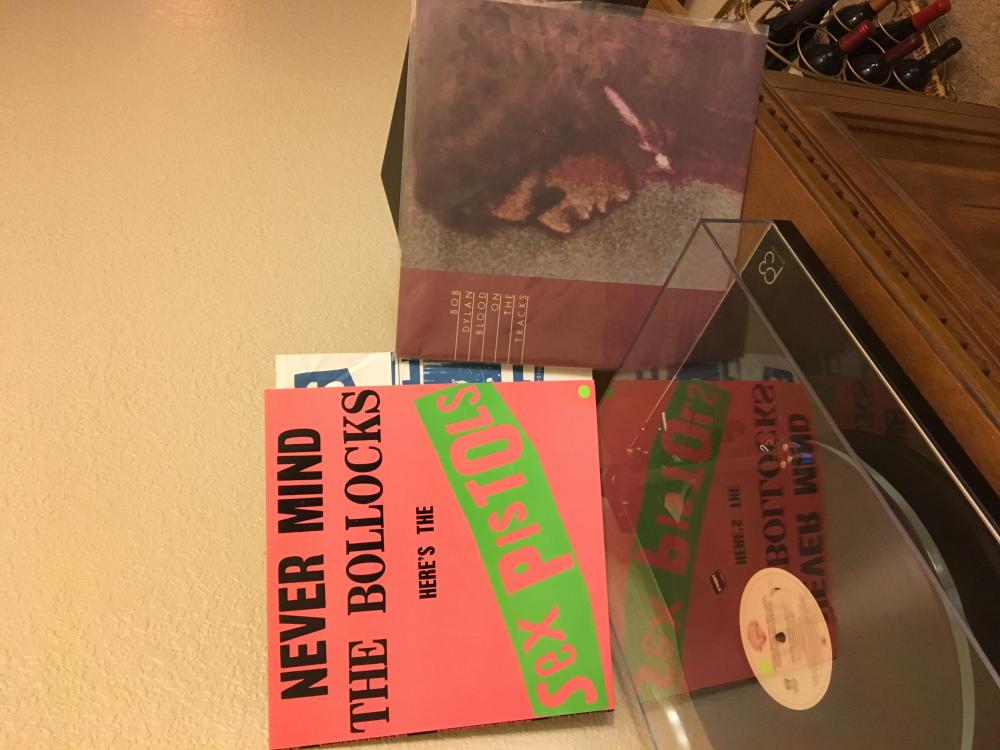 NEVER MIND
THE BOLLOCKS
HERE'S THE
Sex PisTOls
BOB
DYLAN
BLOOD
ON
THE
TRACKS